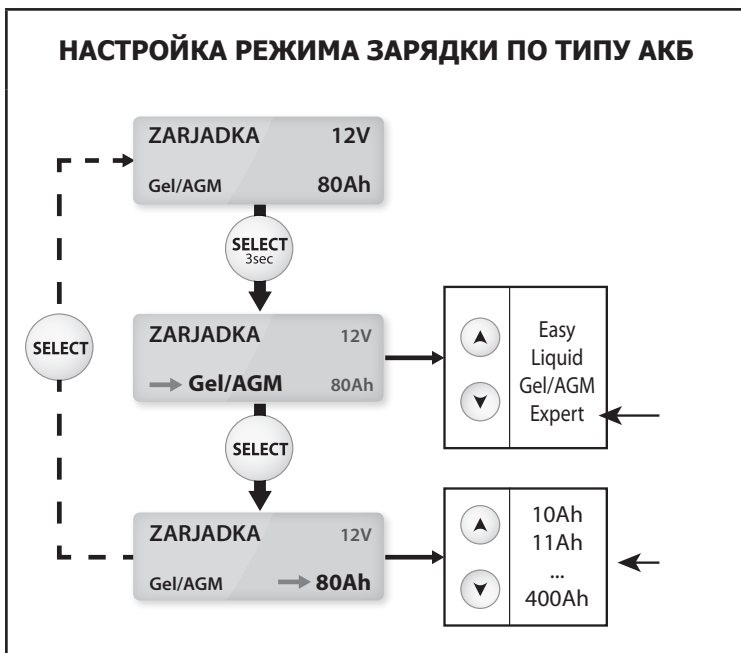 НАСТРОЙКА РЕЖИМА ЗАРЯДКИ ПО ТИПУ АКБ
ZARJADKA 12V
Gel/AGM 80Ah
SELECT
3sec
SELECT
ZARJADKA 12V
Gel/AGM 80Ah
Easy
Liquid
Gel/AGM
Expert
SELECT
ZARJADKA 12V
Gel/AGM 80Ah
10Ah
11Ah
...
400Ah